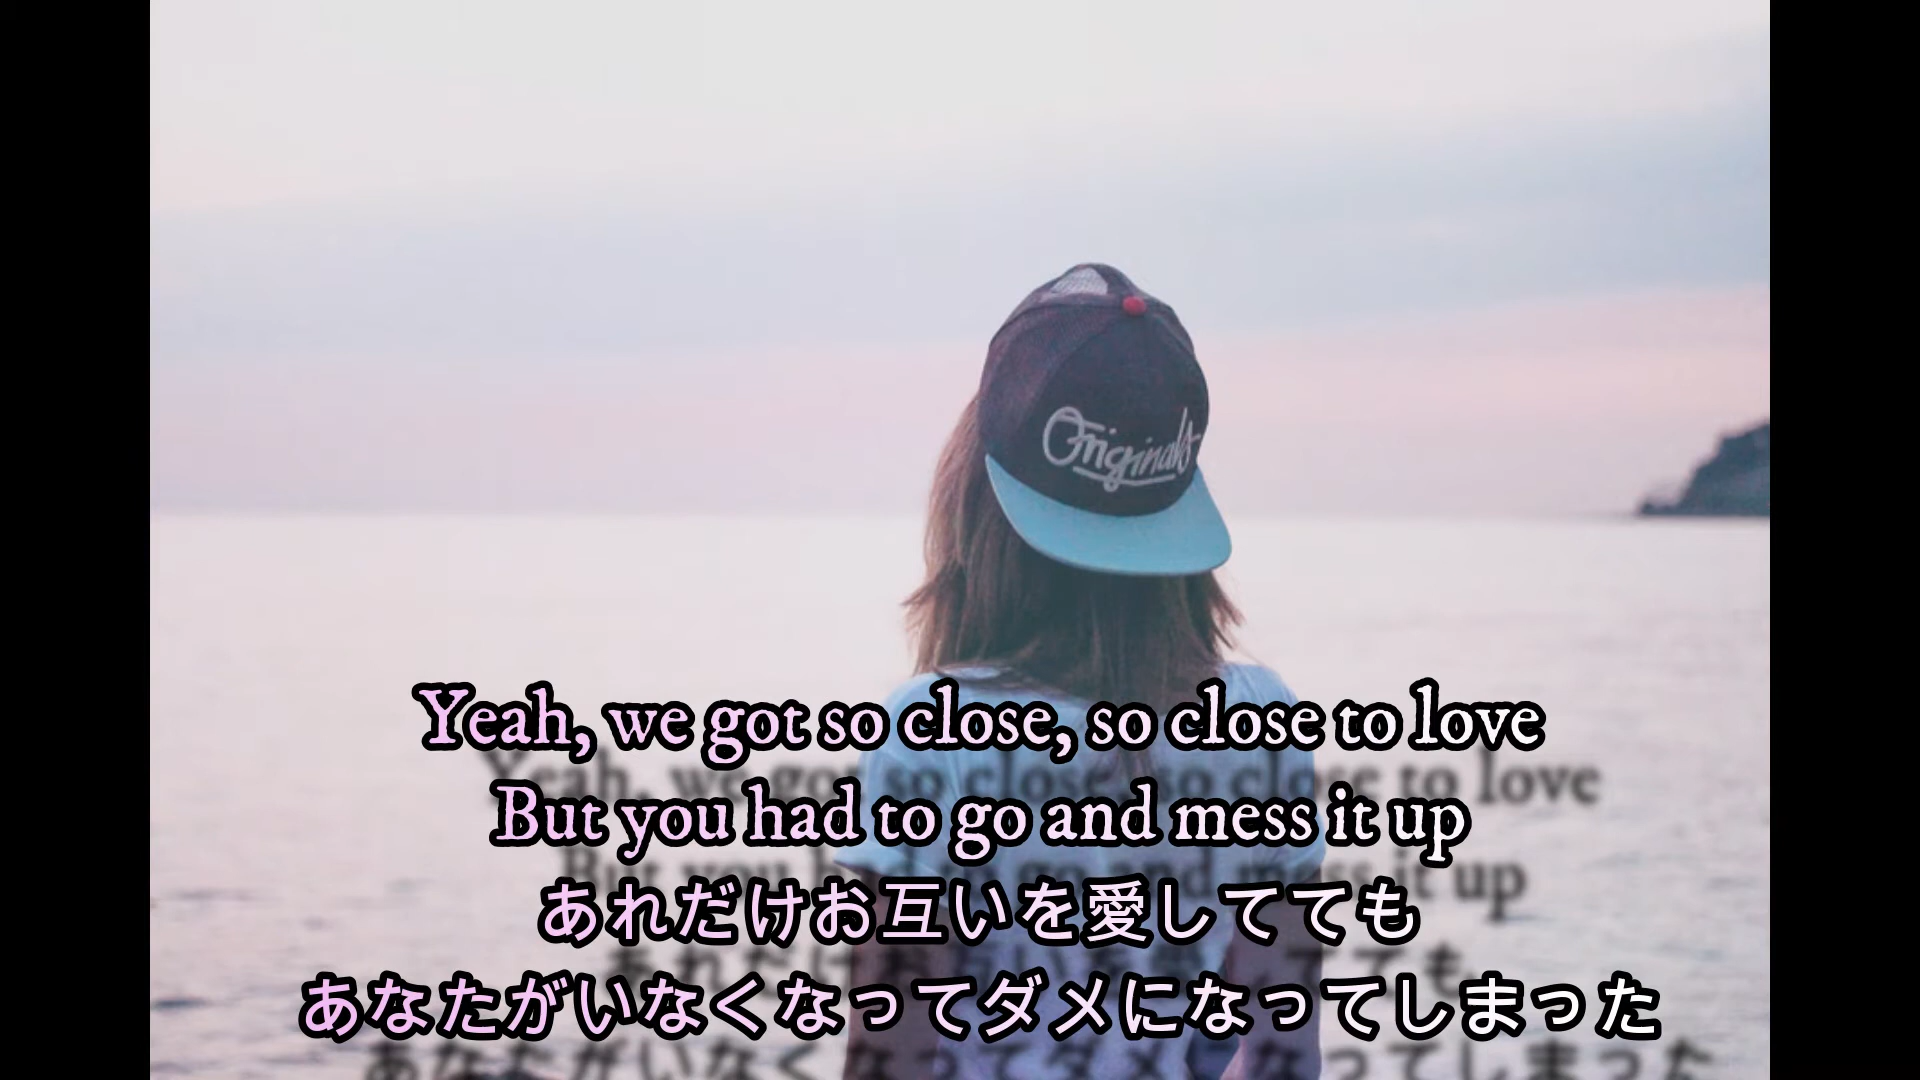 Originals
Yeah, we got so close, so close to love
But you had to go and mess it up
あれだけお互いを愛してても
あなたがいなくなってダメになってしまった